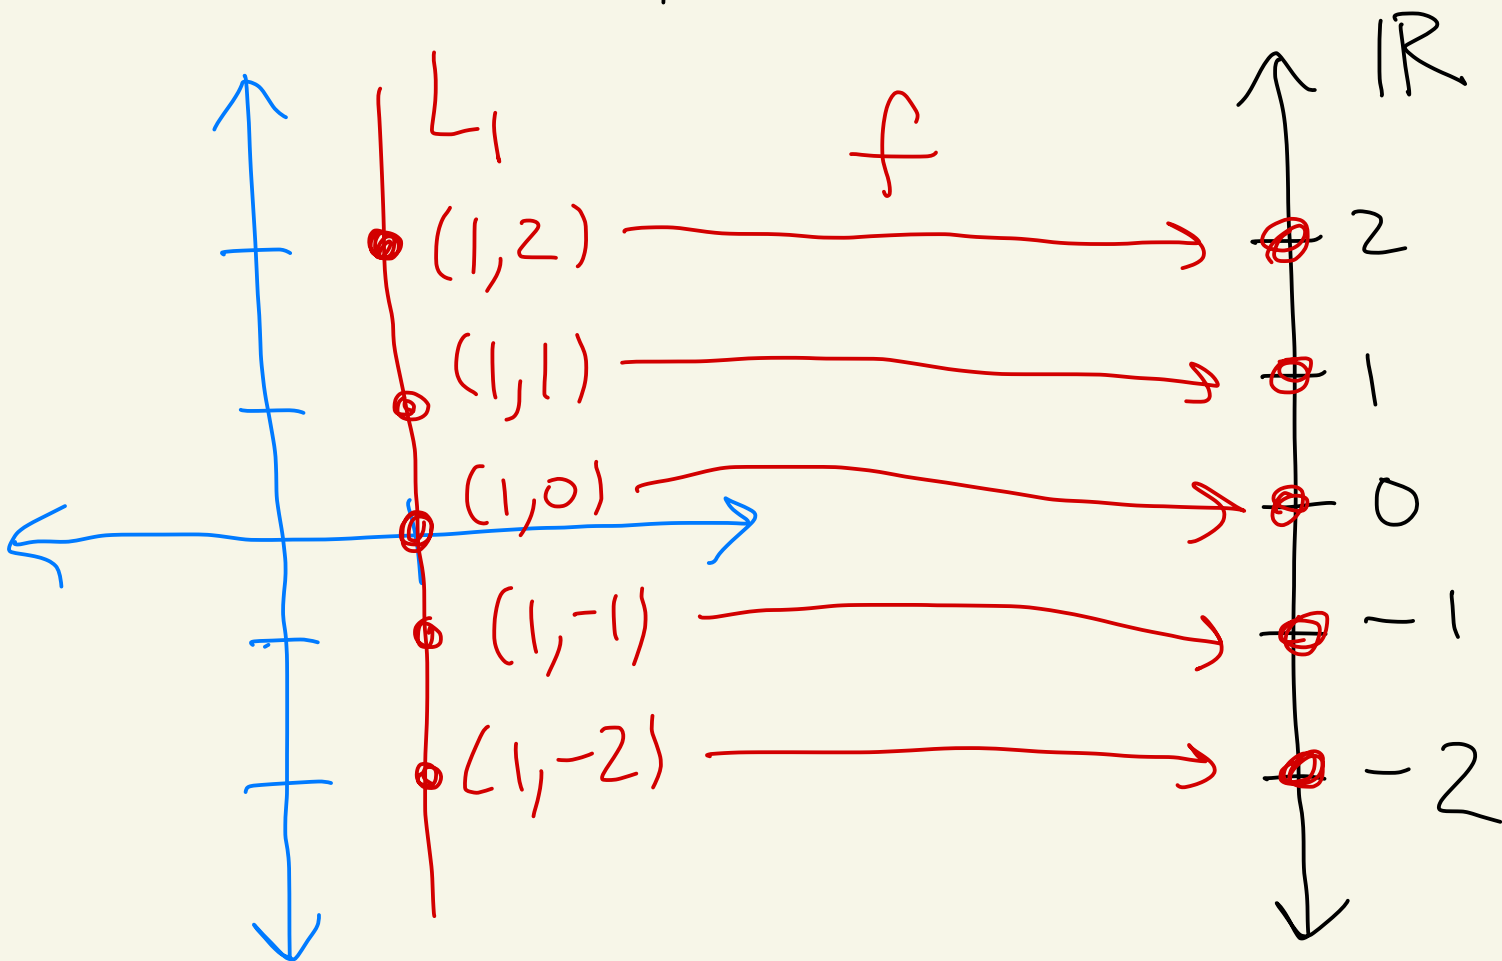 ℝ
L₁
f
(1, 2) 2
(1, 1) 1
(1, 0) 0
(1, -1) -1
(1, -2) -2